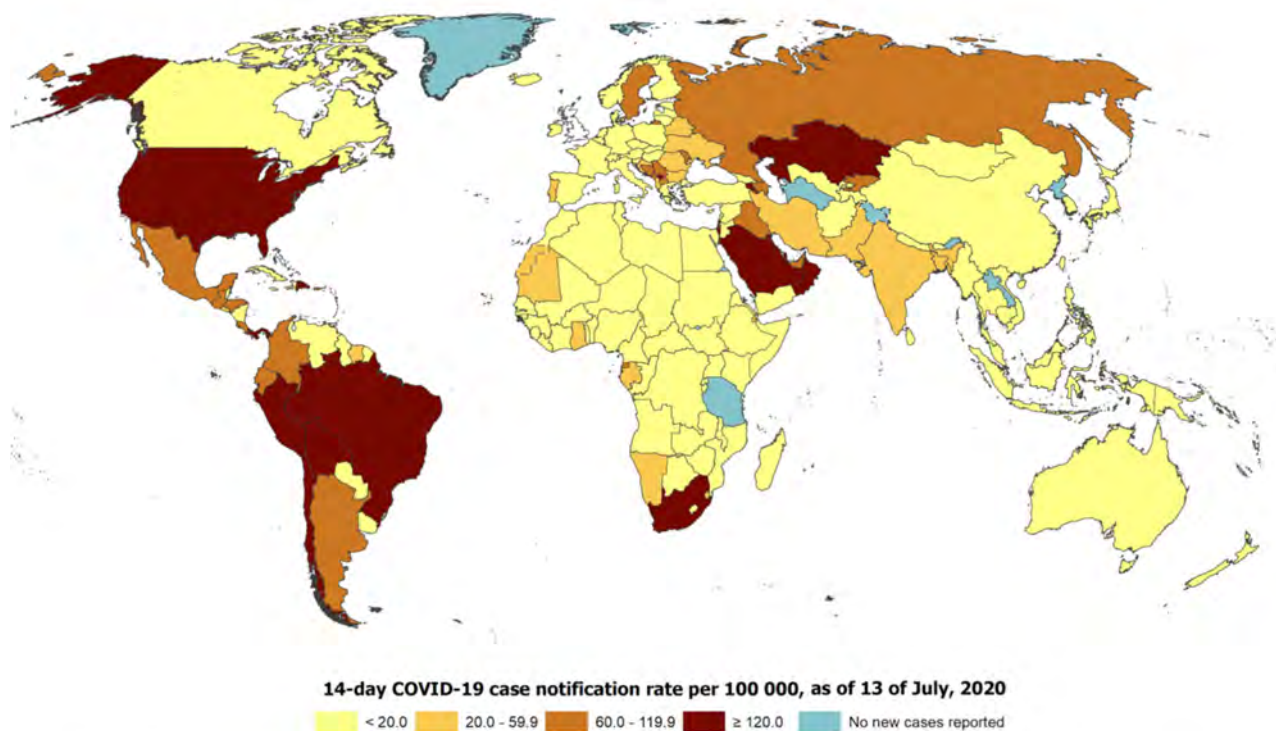 14-day COVID-19 case notification rate per 100 000, as of 13 of July, 2020
< 20.0 20.0 - 59.9 60.0 - 119.9 ≥ 120.0 No new cases reported